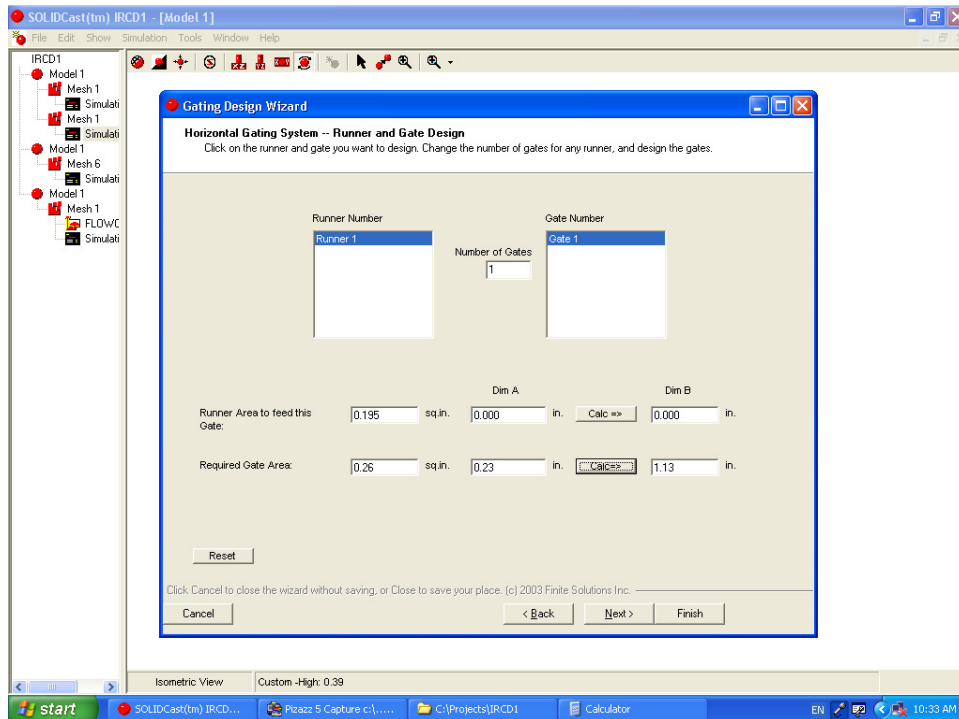 SOLIDCast(tm) IRCD1 - [Model 1]
File Edit Show Simulation Tools Window Help
IRCD1
Model 1
Mesh 1
Simulati
Mesh 1
Simulati
Model 1
Mesh 6
Simulati
Model 1
Mesh 1
FLOWC
Simulati
Gating Design Wizard
Horizontal Gating System -- Runner and Gate Design
Click on the runner and gate you want to design. Change the number of gates for any runner, and design the gates.
Runner Number
Gate Number
Runner 1
Number of Gates
1
Gate 1
Dim A
Dim B
Runner Area to feed this Gate:
0.195 sq.in. 0.000 in. Calc => 0.000 in.
Required Gate Area:
0.26 sq.in. 0.23 in. Calc=> 1.13 in.
Reset
Click Cancel to close the wizard without saving, or Close to save your place. (c) 2003 Finite Solutions Inc.
Cancel < Back Next > Finish
Isometric View Custom -High: 0.39
start SOLIDCast(tm) IRCD... Pizazz 5 Capture c:\..... C:\Projects\IRCD1 Calculator EN 10:33 AM